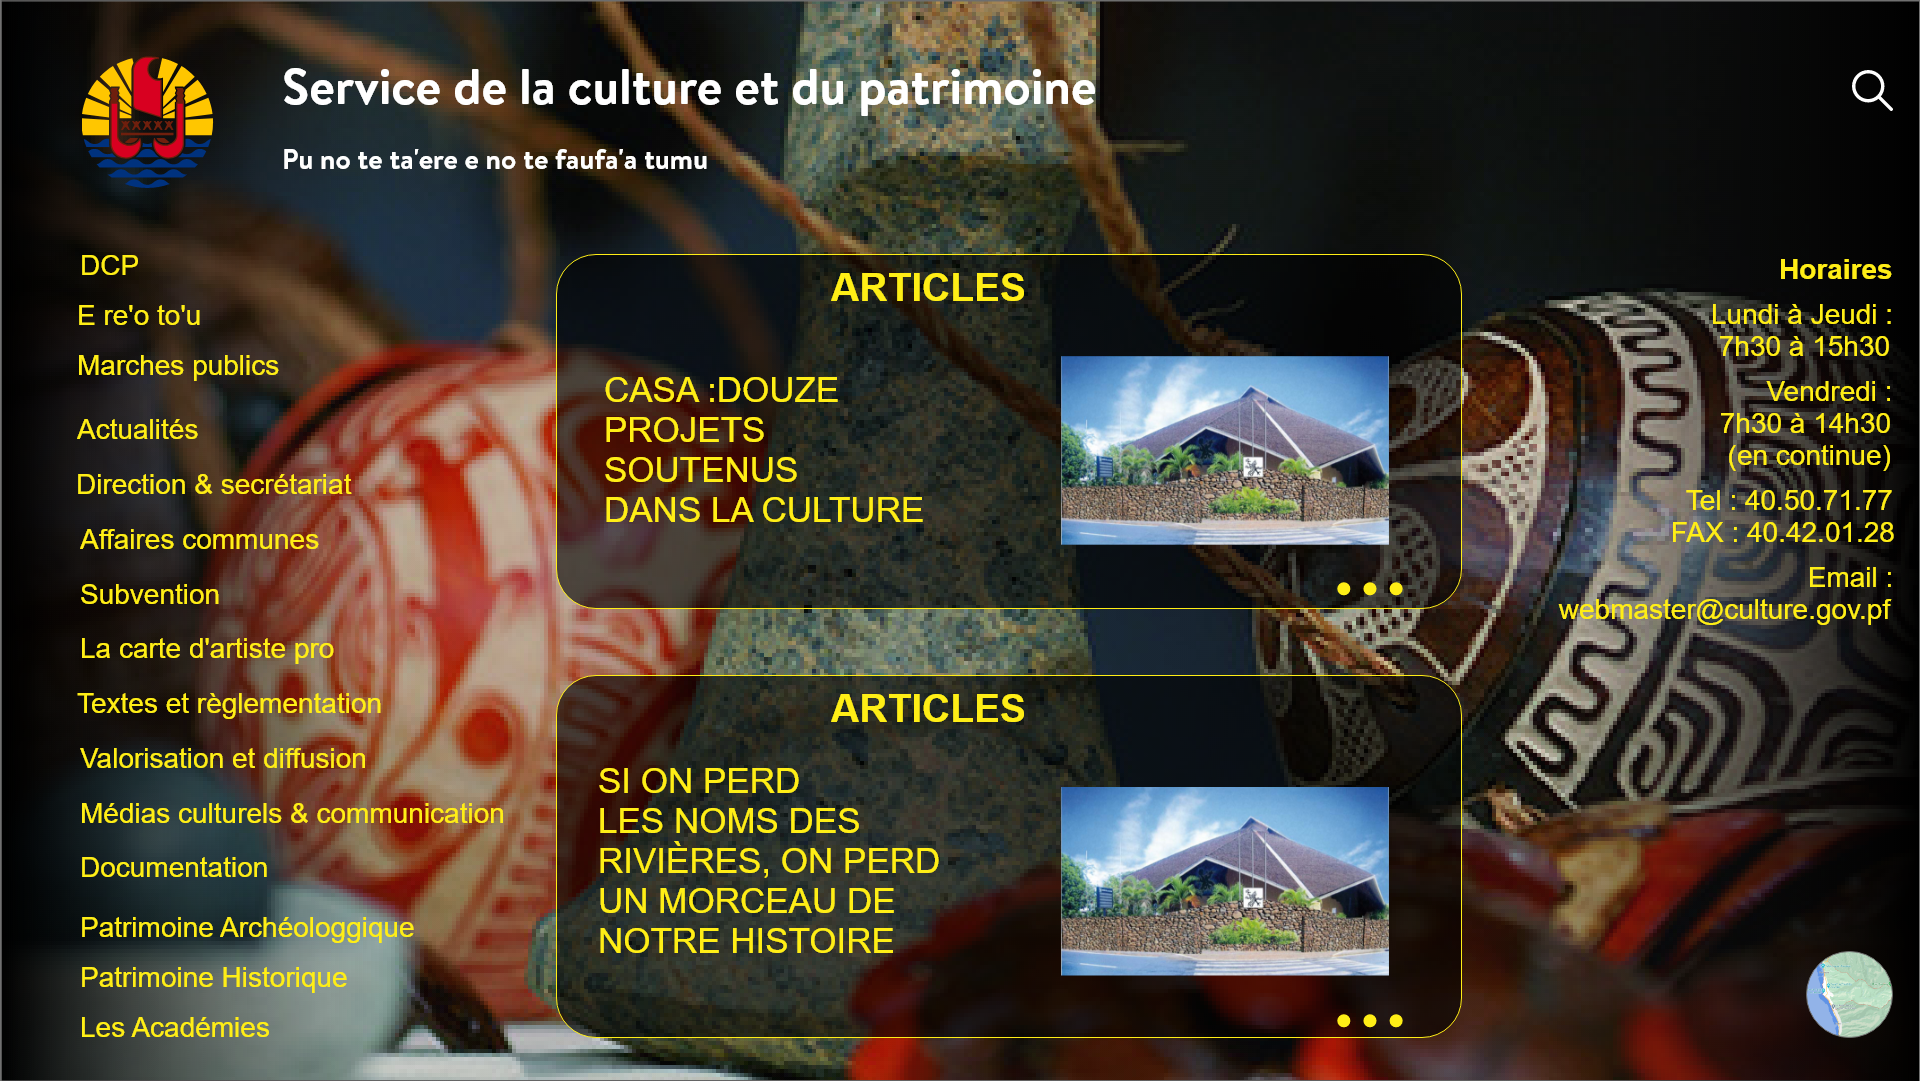 Service de la culture et du patrimoine
Pu no te ta'ere e no te faufa'a tumu
DCP
E re'o to'u
Marches publics
Actualités
Direction & secrétariat
Affaires communes
Subvention
La carte d'artiste pro
Textes et règlementation
Valorisation et diffusion
Médias culturels & communication
Documentation
Patrimoine Archéologgique
Patrimoine Historique
Les Académies
ARTICLES
CASA :DOUZE
PROJETS
SOUTENUS
DANS LA CULTURE
ARTICLES
SI ON PERD
LES NOMS DES
RIVIÈRES, ON PERD
UN MORCEAU DE
NOTRE HISTOIRE
Horaires
Lundi à Jeudi :
7h30 à 15h30
Vendredi :
7h30 à 14h30
(en continue)
Tel : 40.50.71.77
FAX : 40.42.01.28
Email :
webmaster@culture.gov.pf